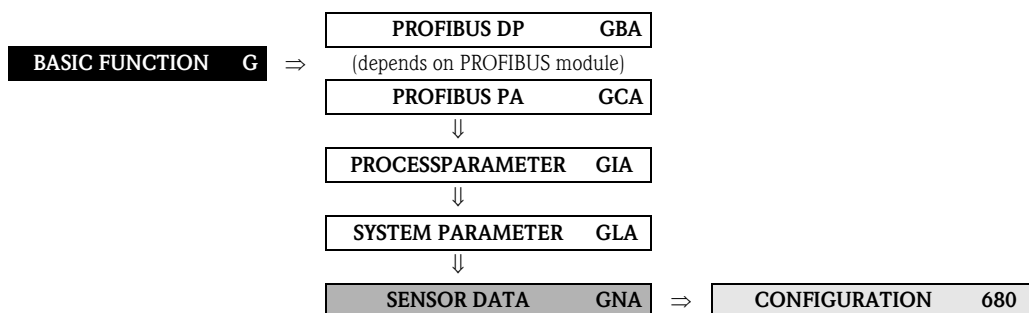 PROFIBUS DP GBA
BASIC FUNCTION G ⇒ (depends on PROFIBUS module)
PROFIBUS PA GCA
⇓
PROCESSPARAMETER GIA
⇓
SYSTEM PARAMETER GLA
⇓
SENSOR DATA GNA ⇒ CONFIGURATION 680